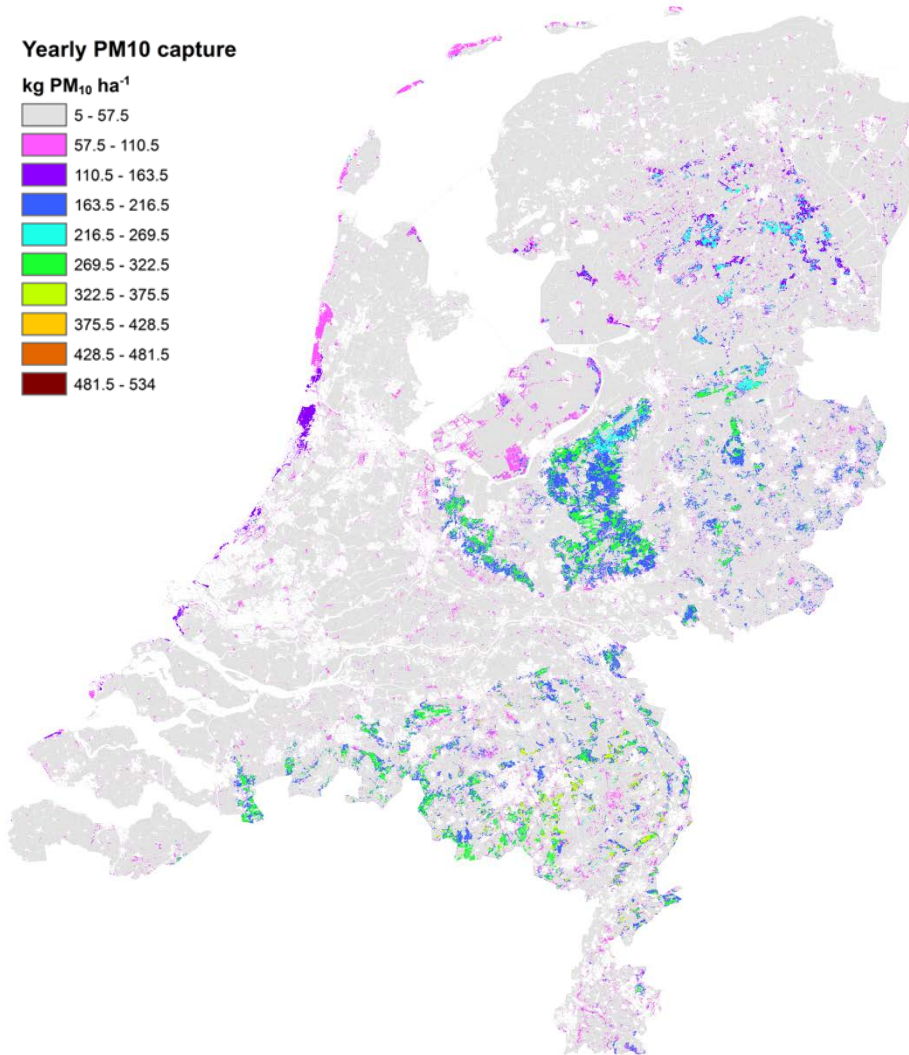 Yearly PM10 capture
kg PM₁₀ ha⁻¹
5 - 57.5
57.5 - 110.5
110.5 - 163.5
163.5 - 216.5
216.5 - 269.5
269.5 - 322.5
322.5 - 375.5
375.5 - 428.5
428.5 - 481.5
481.5 - 534